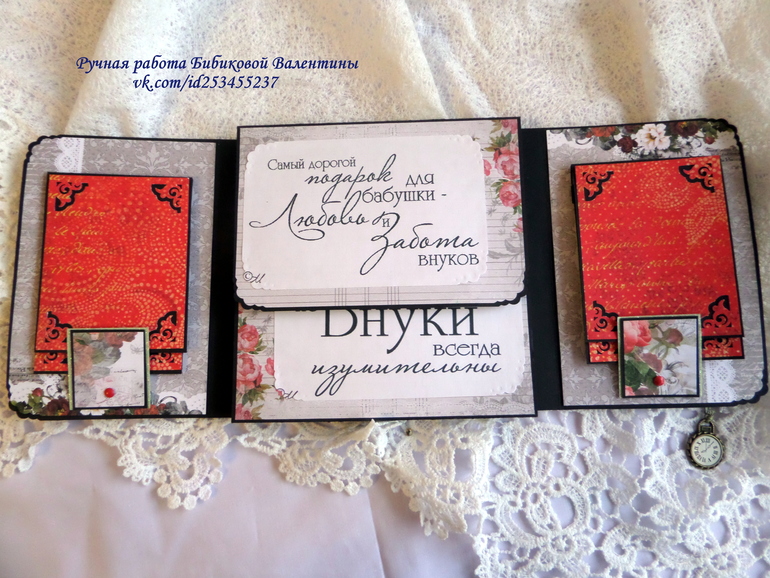 Ручная работа Бибиковой Валентины
vk.com/id253455237
Самый дорогой
подарок для
бабушки -
Любовь и
Забота
внуков
©И
Внуки
всегда
изумительны
©И